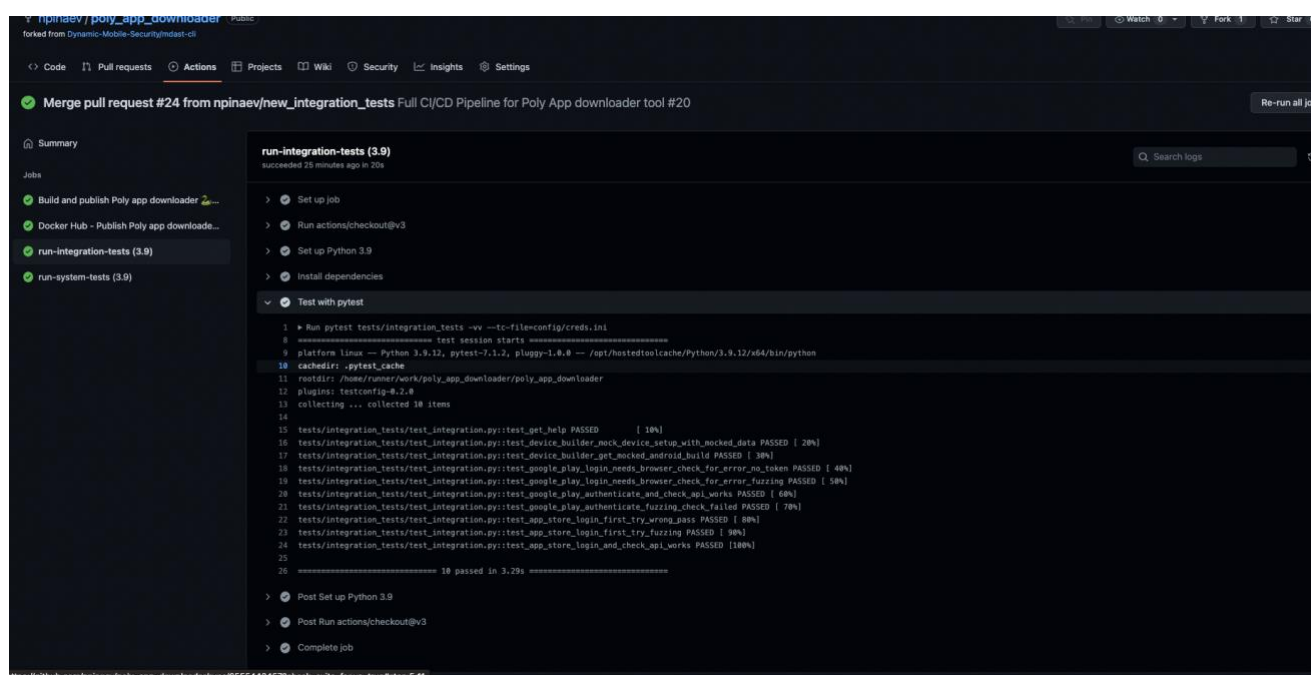 npinaev / poly_app_downloader Public
forked from Dynamic-Mobile-Security/mdast-cli
Pin Watch 0 Fork 1 Star
Code Pull requests Actions Projects Wiki Security Insights Settings
Merge pull request #24 from npinaev/new_integration_tests Full CI/CD Pipeline for Poly App downloader tool #20
Re-run all jo
Summary
Jobs
Build and publish Poly app downloader 🐍...
Docker Hub - Publish Poly app downloade...
run-integration-tests (3.9)
run-system-tests (3.9)
run-integration-tests (3.9)
succeeded 25 minutes ago in 20s
Search logs
Set up job
Run actions/checkout@v3
Set up Python 3.9
Install dependencies
Test with pytest
1 ▶ Run pytest tests/integration_tests -vv --tc-file=config/creds.ini
8 ============================= test session starts ==============================
9 platform linux -- Python 3.9.12, pytest-7.1.2, pluggy-1.0.0 -- /opt/hostedtoolcache/Python/3.9.12/x64/bin/python
10 cachedir: .pytest_cache
11 rootdir: /home/runner/work/poly_app_downloader/poly_app_downloader
12 plugins: testconfig-0.2.0
13 collecting ... collected 10 items
14
15 tests/integration_tests/test_integration.py::test_get_help PASSED [ 10%]
16 tests/integration_tests/test_integration.py::test_device_builder_mock_device_setup_with_mocked_data PASSED [ 20%]
17 tests/integration_tests/test_integration.py::test_device_builder_get_mocked_android_build PASSED [ 30%]
18 tests/integration_tests/test_integration.py::test_google_play_login_needs_browser_check_for_error_no_token PASSED [ 40%]
19 tests/integration_tests/test_integration.py::test_google_play_login_needs_browser_check_for_error_fuzzing PASSED [ 50%]
20 tests/integration_tests/test_integration.py::test_google_play_authenticate_and_check_api_works PASSED [ 60%]
21 tests/integration_tests/test_integration.py::test_google_play_authenticate_fuzzing_check_failed PASSED [ 70%]
22 tests/integration_tests/test_integration.py::test_app_store_login_first_try_wrong_pass PASSED [ 80%]
23 tests/integration_tests/test_integration.py::test_app_store_login_first_try_fuzzing PASSED [ 90%]
24 tests/integration_tests/test_integration.py::test_app_store_login_and_check_api_works PASSED [100%]
25
26 ============================== 10 passed in 3.29s ==============================
Post Set up Python 3.9
Post Run actions/checkout@v3
Complete job